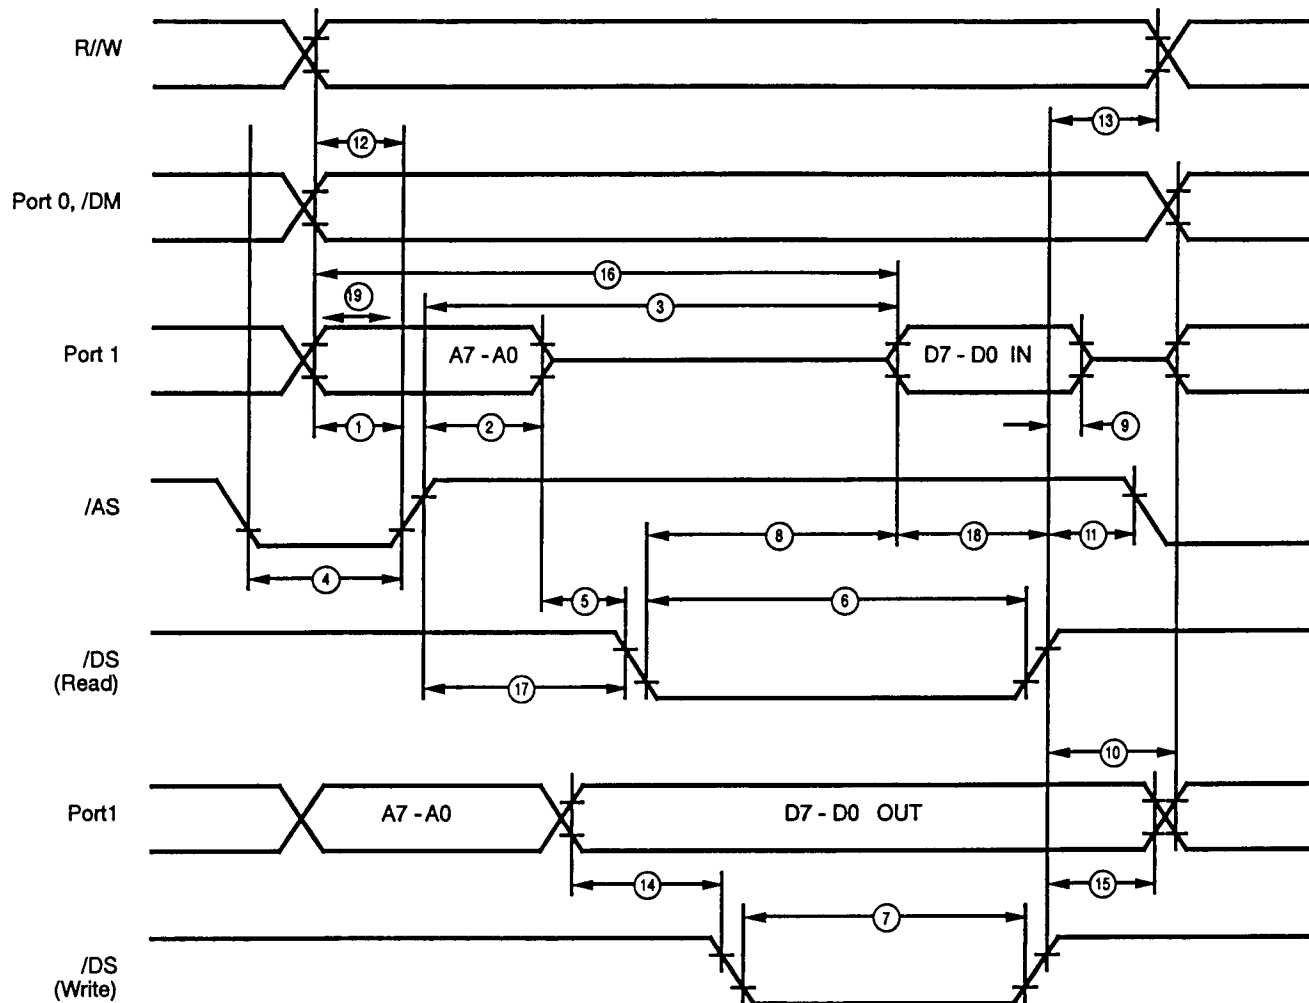 R//W
13
12
Port 0, /DM
16
19
3
Port 1
A7 - A0
D7 - D0 IN
1
2
9
/AS
8
18
11
4
5
6
/DS
(Read)
17
10
Port1
A7 - A0
D7 - D0 OUT
14
15
7
/DS
(Write)